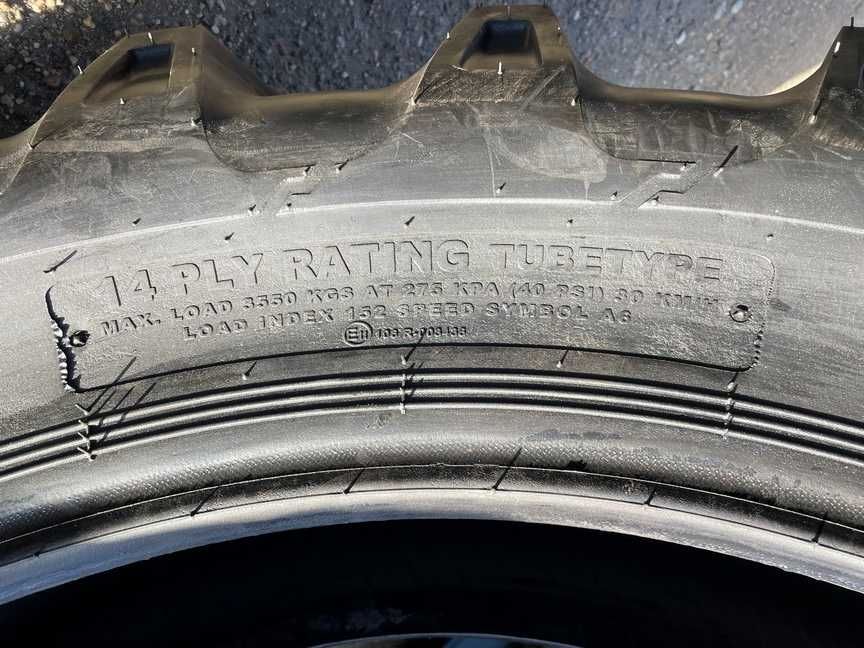 14 PLY RATING TUBETYPE
MAX. LOAD 3550 KGS AT 275 KPA (40 PSI) 30 KM/H
LOAD INDEX 152 SPEED SYMBOL A6
E11